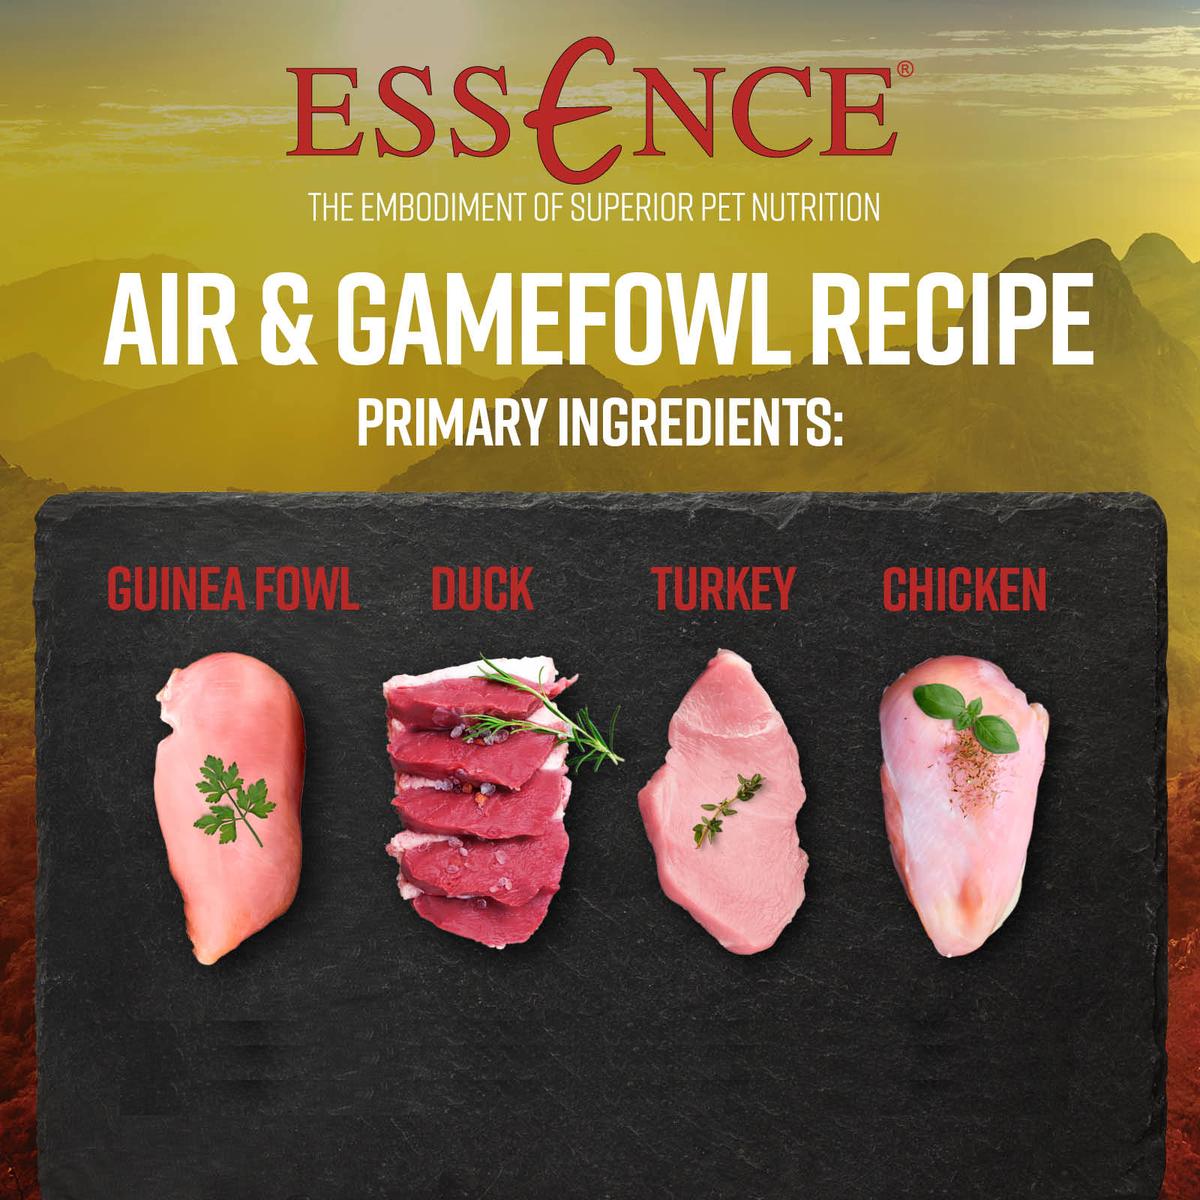 ESSENCE®
THE EMBODIMENT OF SUPERIOR PET NUTRITION
AIR & GAMEFOWL RECIPE
PRIMARY INGREDIENTS:
GUINEA FOWL DUCK TURKEY CHICKEN